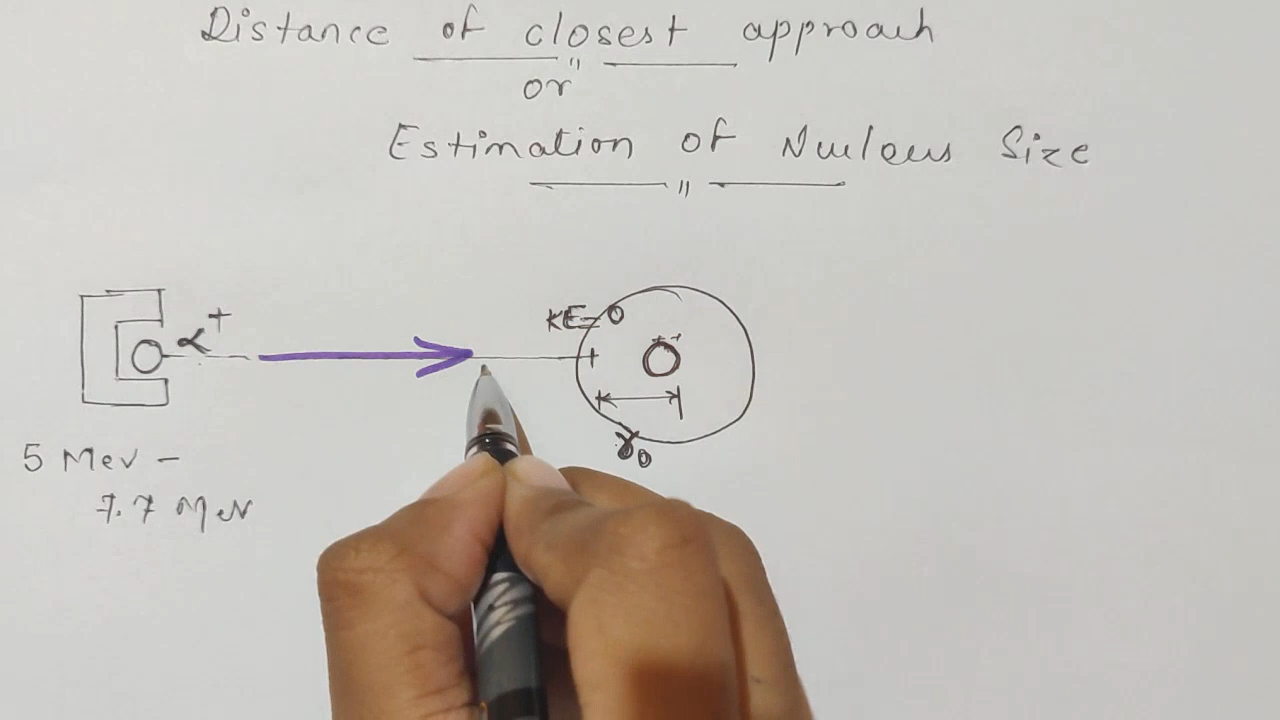 Distance of closest approach
or
Estimation of Nucleus Size
α+
KE=0
++
r0
5 Mev -
7.7 Mev